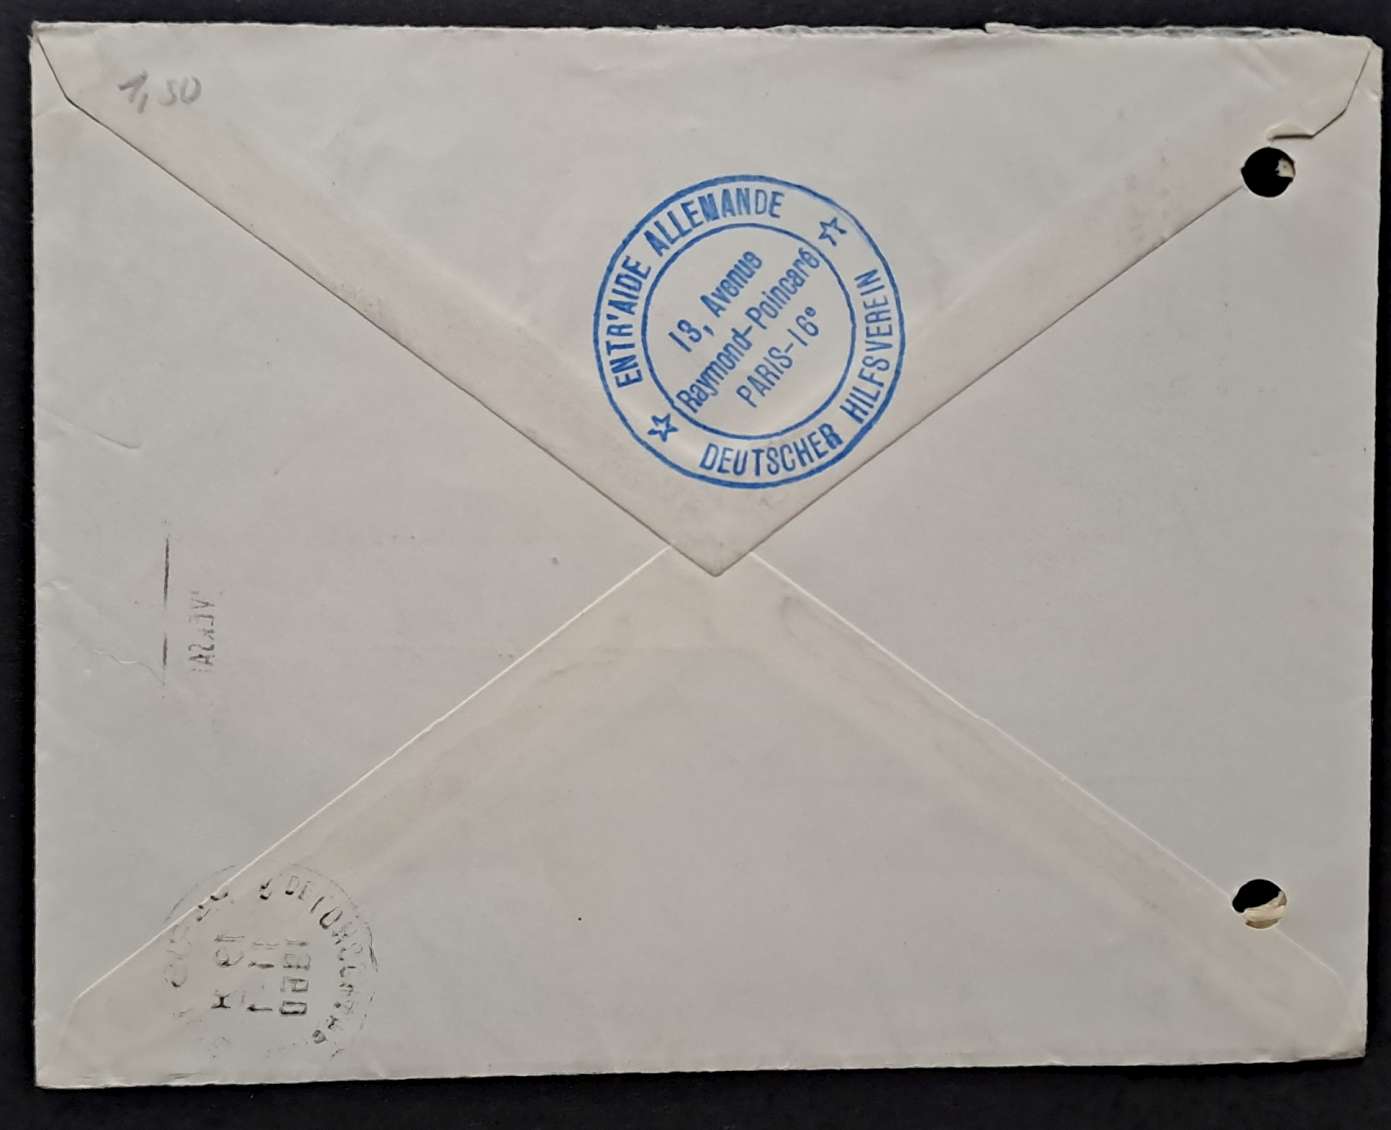 1,50
ENTR'AIDE ALLEMANDE
13, Avenue
Raymond-Poincaré
PARIS-16e
DEUTSCHER HILFSVEREIN